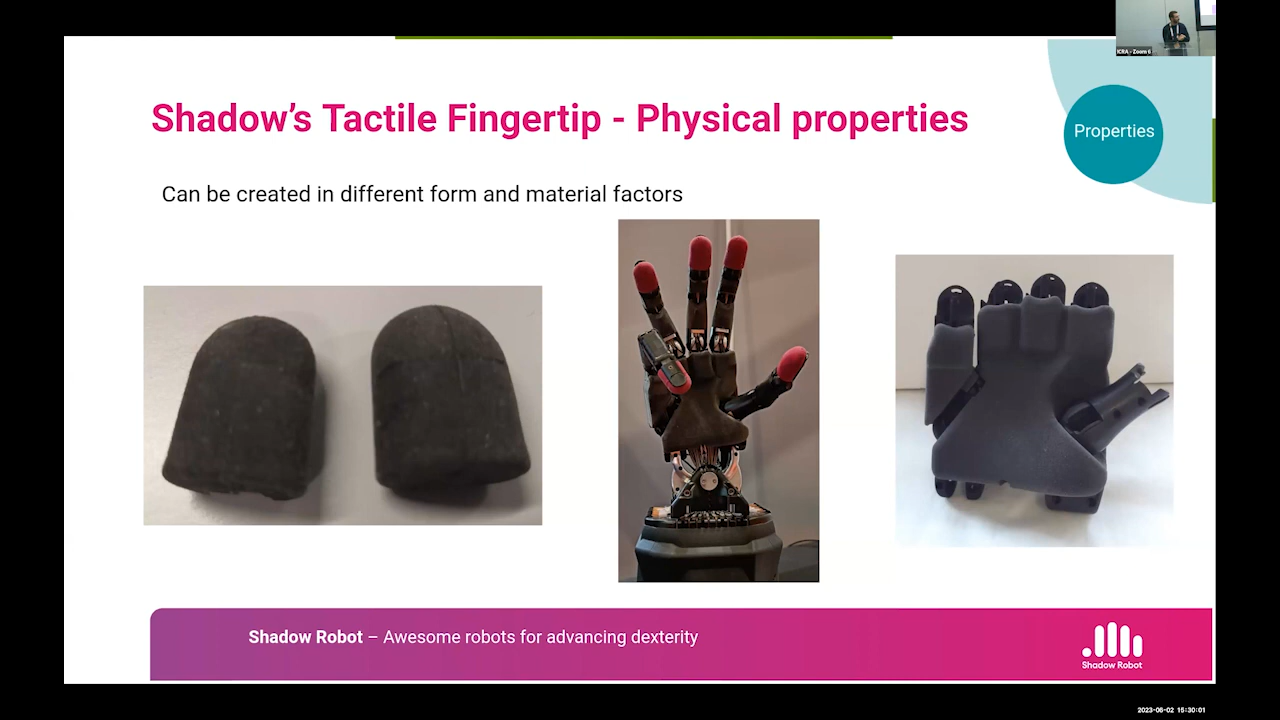 ICRA - Zoom 6
Shadow's Tactile Fingertip - Physical properties
Properties
Can be created in different form and material factors
Shadow Robot – Awesome robots for advancing dexterity
Shadow Robot
2023-06-02 15:30:01